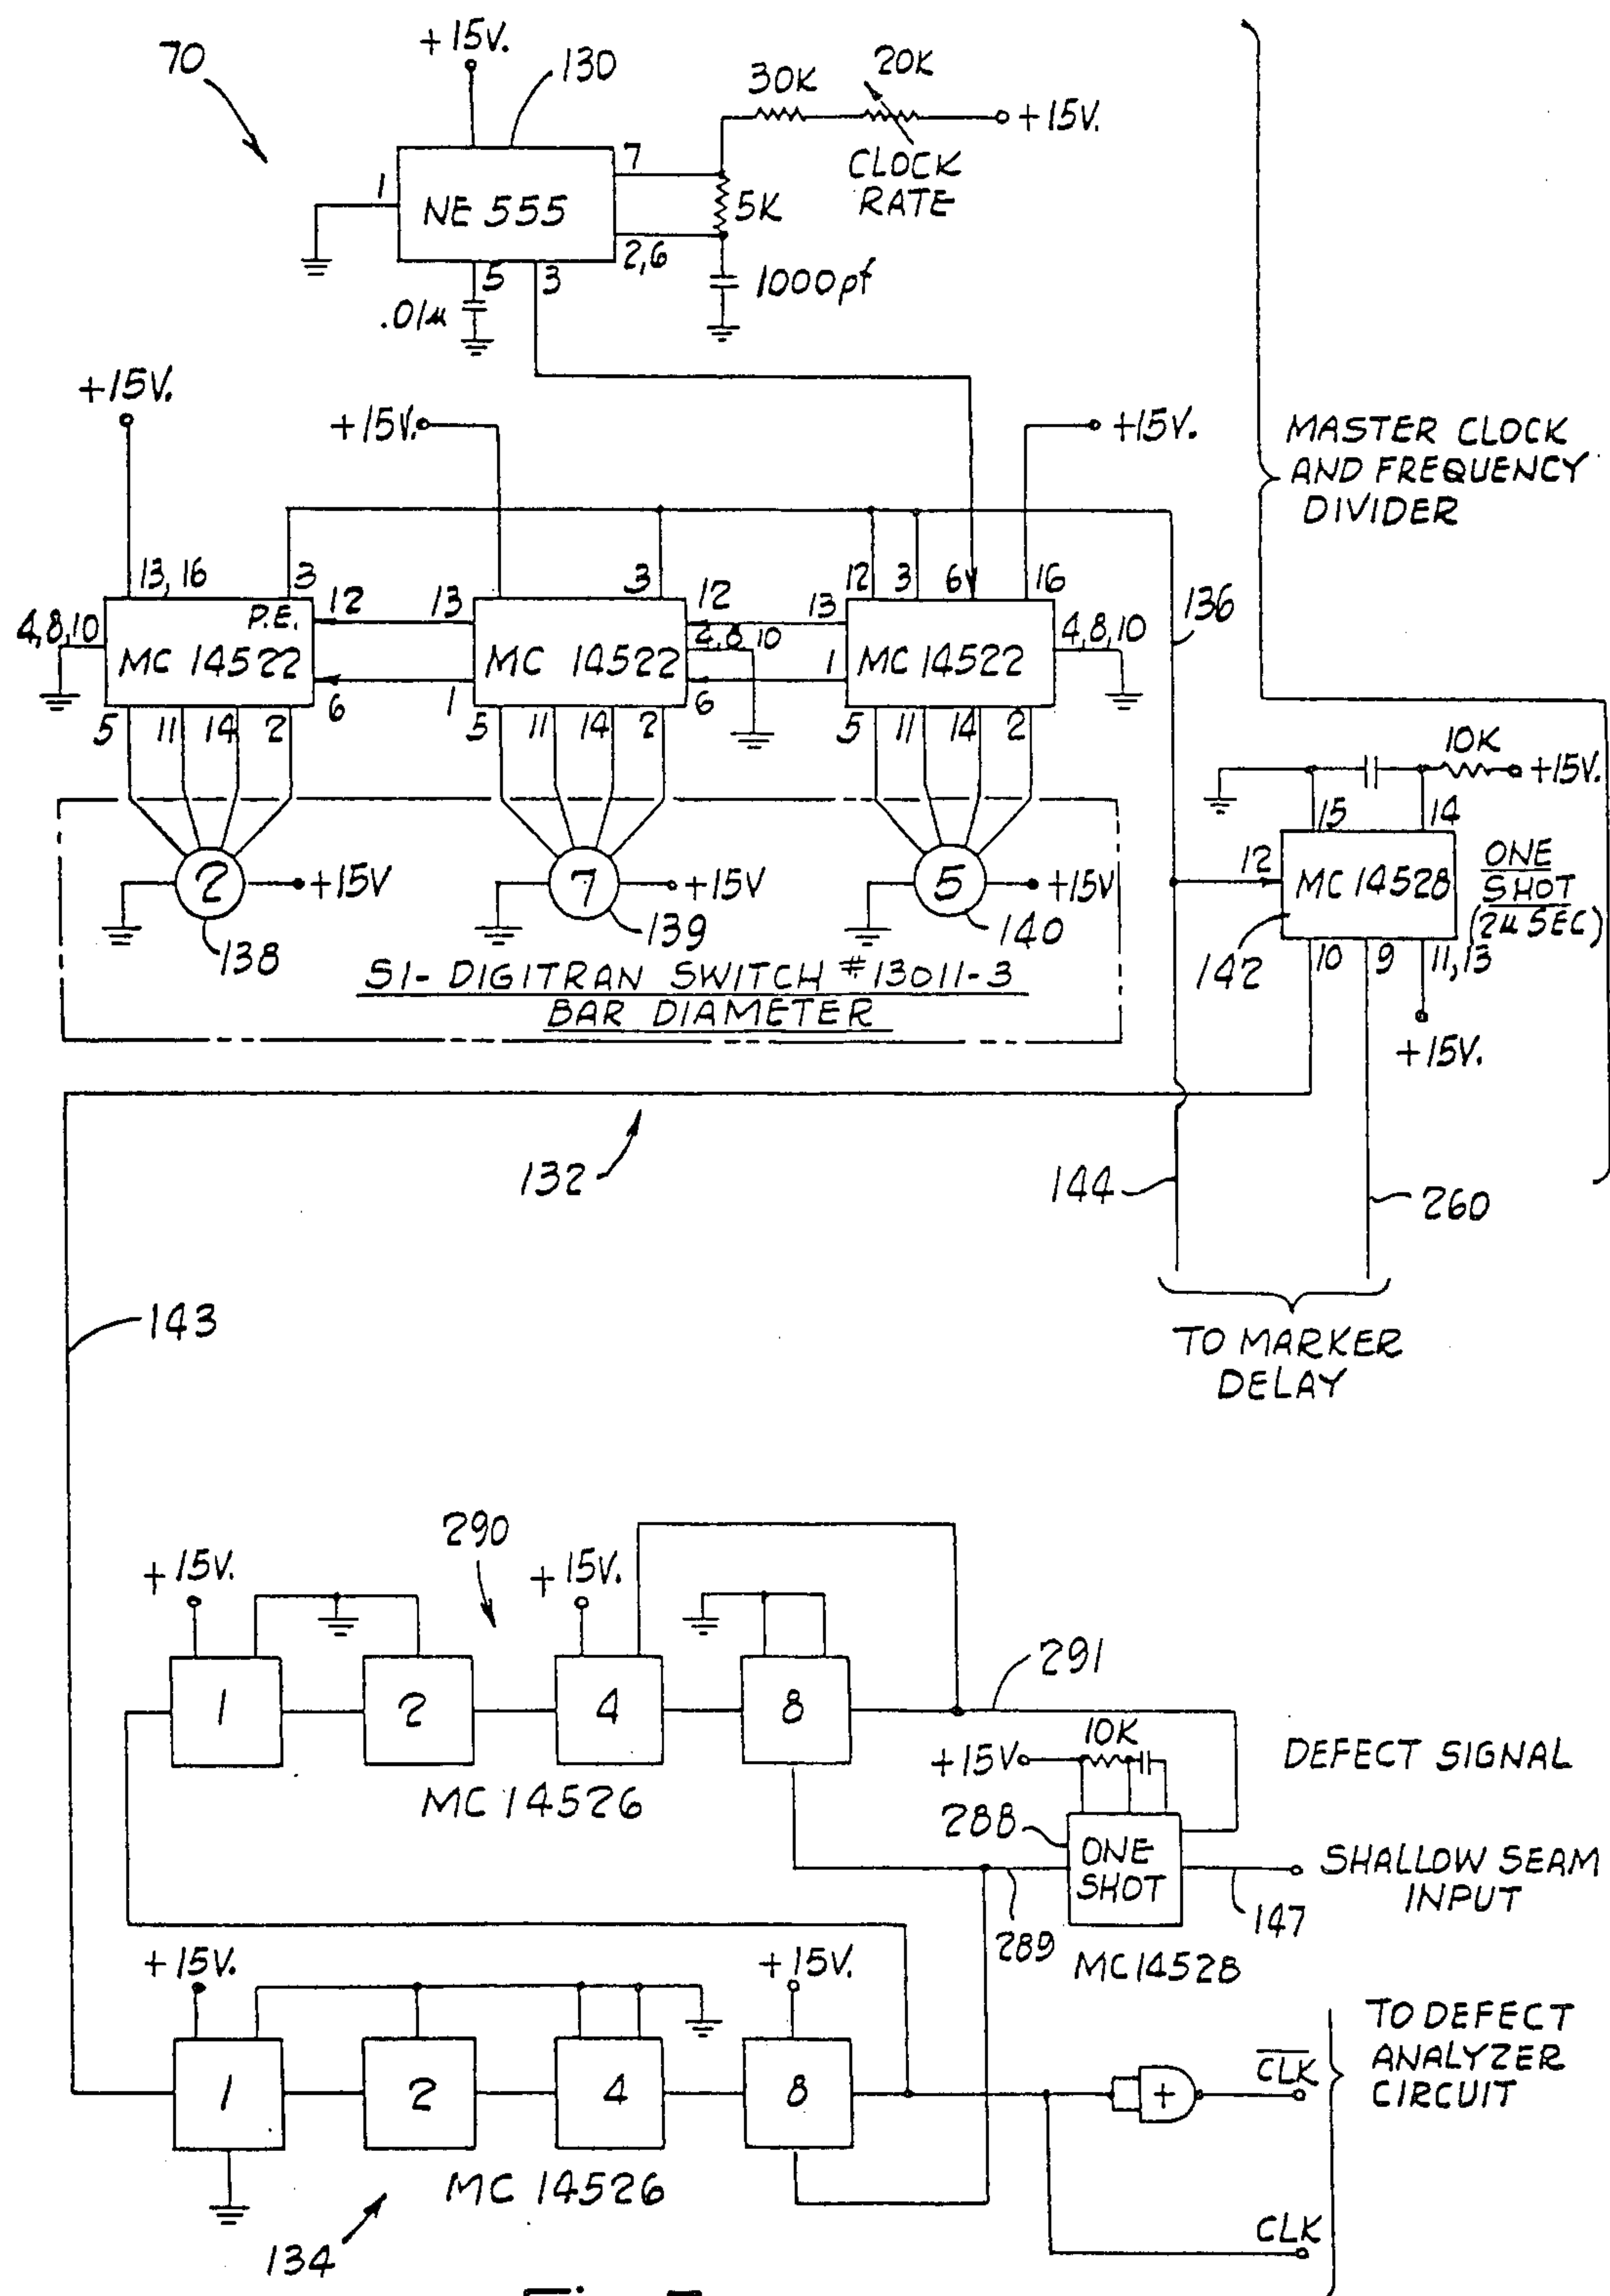 70
+15V.
130
30K
20K
+15V.
CLOCK
RATE
1
NE 555
7
2,6
5K
5
3
.01µ
1000pf
+15V.
+15V.
+15V.
MASTER CLOCK
AND FREQUENCY
DIVIDER
13, 16
3
P.E.
12
13
3
12
4,8,10
13
12
3
6
16
136
4,8,10
MC 14522
MC 14522
1
MC 14522
4,8,10
6
1
6
5
11
14
2
5
11
14
2
5
11
14
2
10K
+15V.
15
14
2
+15V
7
+15V
5
+15V
12
MC 14528
ONE
SHOT
(2µ SEC)
138
139
140
142
10
9
11,13
S1- DIGITRAN SWITCH #13011-3
BAR DIAMETER
+15V.
132
144
260
143
TO MARKER
DELAY
290
+15V.
+15V.
291
1
2
4
8
MC 14526
+15V
10K
DEFECT SIGNAL
288
ONE
SHOT
SHALLOW SEAM
INPUT
289
147
MC14528
+15V.
+15V.
1
2
4
8
+
CLK
TO DEFECT
ANALYZER
CIRCUIT
MC 14526
134
CLK